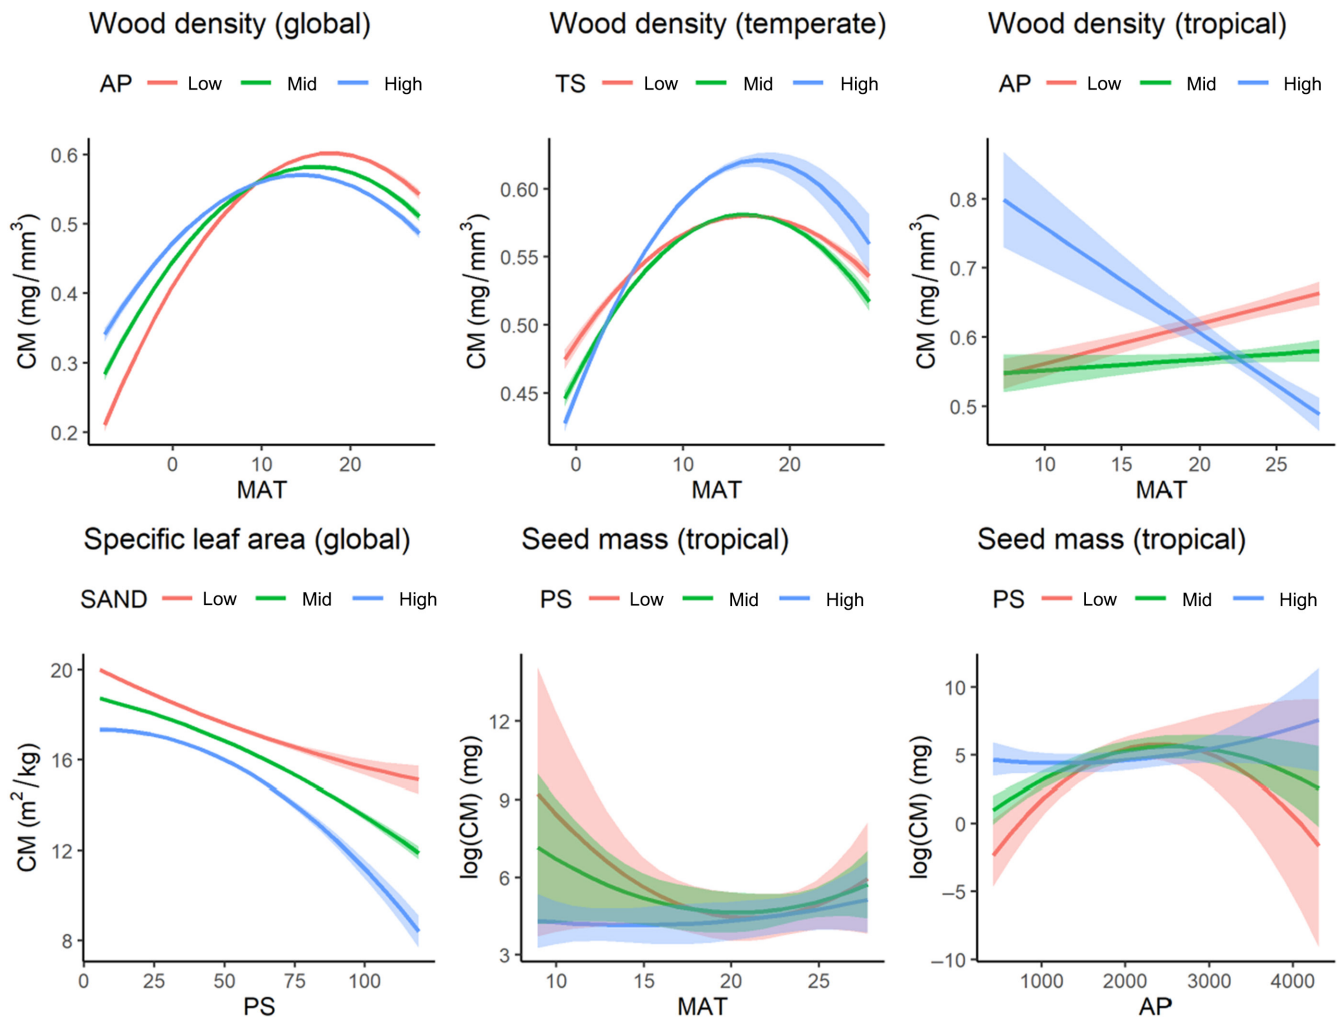 Wood density (global)
AP Low Mid High
CM (mg/mm³)
0.6
0.5
0.4
0.3
0.2
0 10 20
MAT
Wood density (temperate)
TS Low Mid High
CM (mg/mm³)
0.60
0.55
0.50
0.45
0 10 20
MAT
Wood density (tropical)
AP Low Mid High
CM (mg/mm³)
0.8
0.7
0.6
0.5
10 15 20 25
MAT
Specific leaf area (global)
SAND Low Mid High
CM (m²/kg)
20
16
12
8
0 25 50 75 100
PS
Seed mass (tropical)
PS Low Mid High
log(CM) (mg)
12
9
6
3
10 15 20 25
MAT
Seed mass (tropical)
PS Low Mid High
log(CM) (mg)
10
5
0
−5
−10
1000 2000 3000 4000
AP